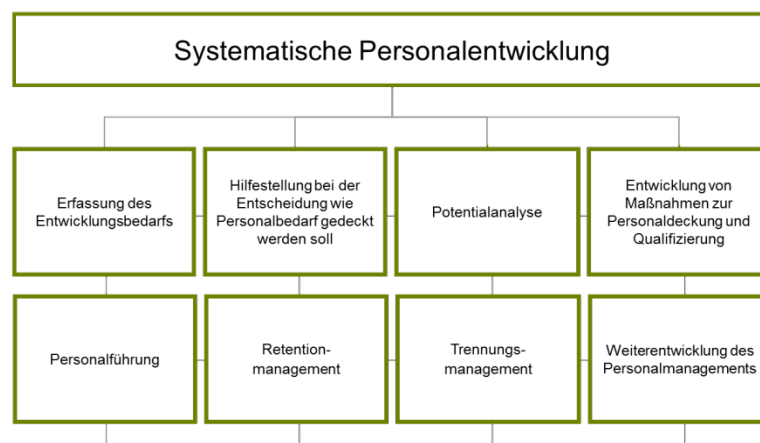 Systematische Personalentwicklung
Erfassung des
Entwicklungsbedarfs
Hilfestellung bei der
Entscheidung wie
Personalbedarf gedeckt
werden soll
Potentialanalyse
Entwicklung von
Maßnahmen zur
Personaldeckung und
Qualifizierung
Personalführung
Retention-
management
Trennungs-
management
Weiterentwicklung des
Personalmanagements